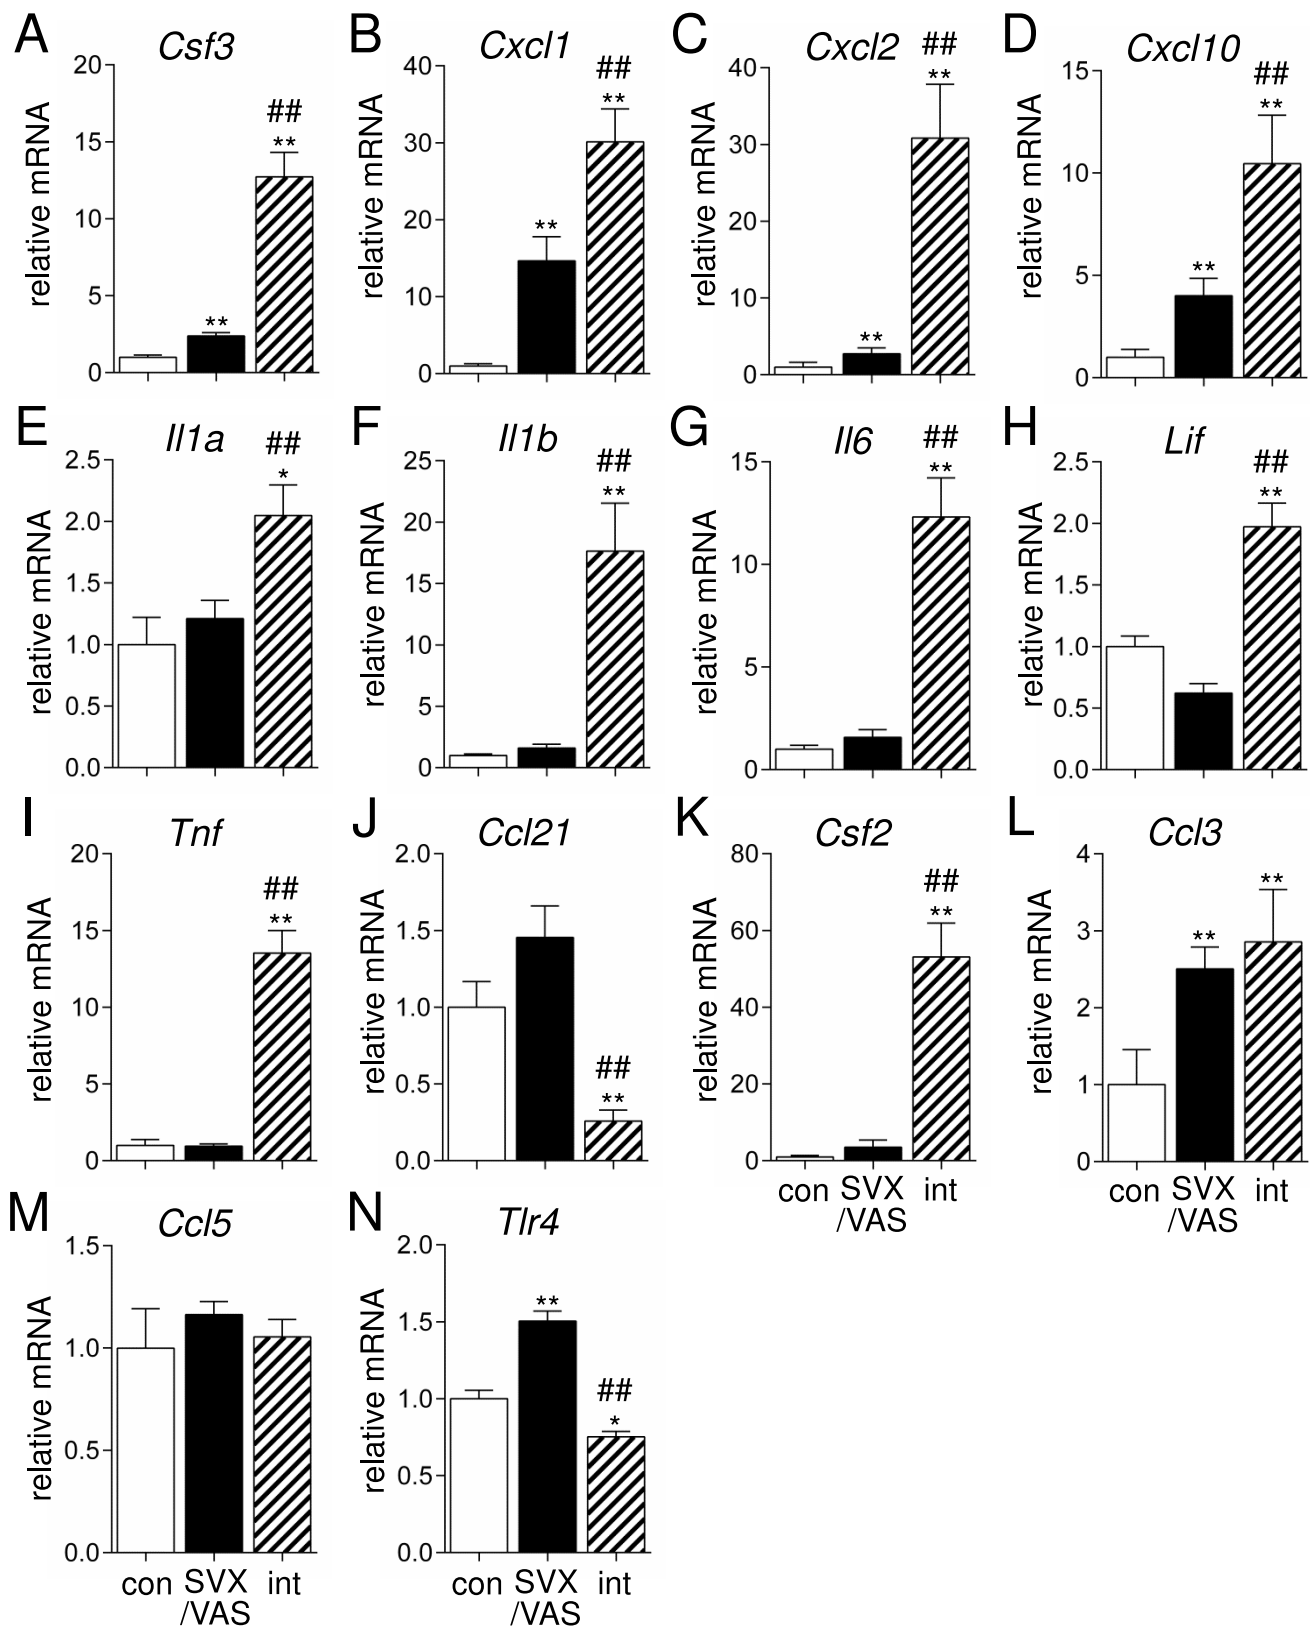 A Csf3
relative mRNA
20
15
10
5
0
**
##
**
B Cxcl1
relative mRNA
40
30
20
10
0
**
##
**
C Cxcl2
relative mRNA
40
30
20
10
0
**
##
**
D Cxcl10
relative mRNA
15
10
5
0
**
##
**
E Il1a
relative mRNA
2.5
2.0
1.5
1.0
0.5
0.0
##
*
F Il1b
relative mRNA
25
20
15
10
5
0
##
**
G Il6
relative mRNA
15
10
5
0
##
**
H Lif
relative mRNA
2.5
2.0
1.5
1.0
0.5
0.0
##
**
I Tnf
relative mRNA
20
15
10
5
0
##
**
J Ccl21
relative mRNA
2.0
1.5
1.0
0.5
0.0
##
**
K Csf2
relative mRNA
80
60
40
20
0
##
**
con SVX int
/VAS
L Ccl3
relative mRNA
4
3
2
1
0
**
**
con SVX int
/VAS
M Ccl5
relative mRNA
1.5
1.0
0.5
0.0
con SVX int
/VAS
N Tlr4
relative mRNA
2.0
1.5
1.0
0.5
0.0
**
##
*
con SVX int
/VAS